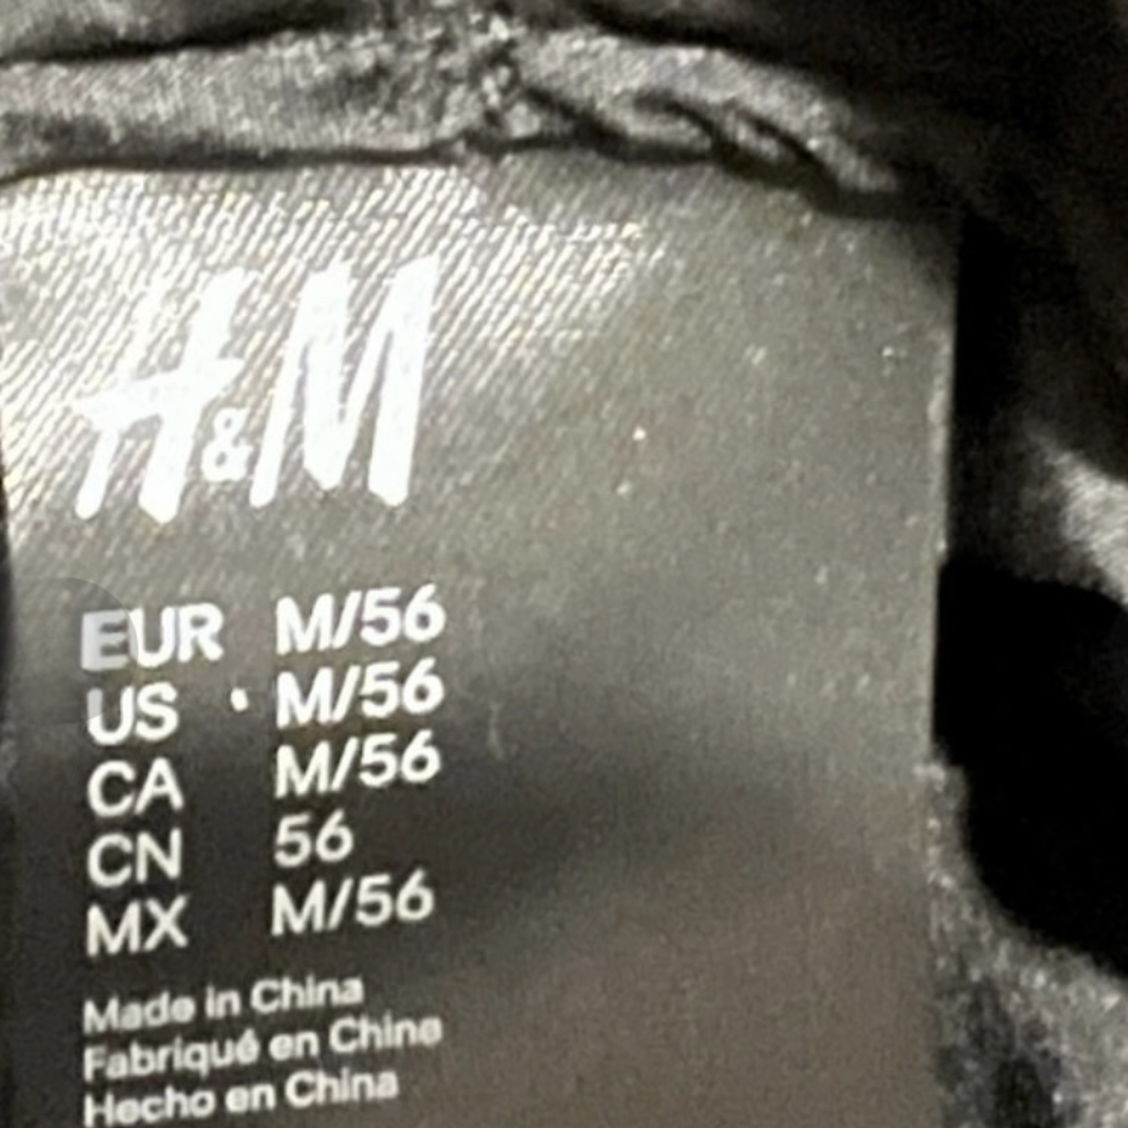 H&M
EUR M/56
US M/56
CA M/56
CN 56
MX M/56
Made in China
Fabriqué en Chine
Hecho en China